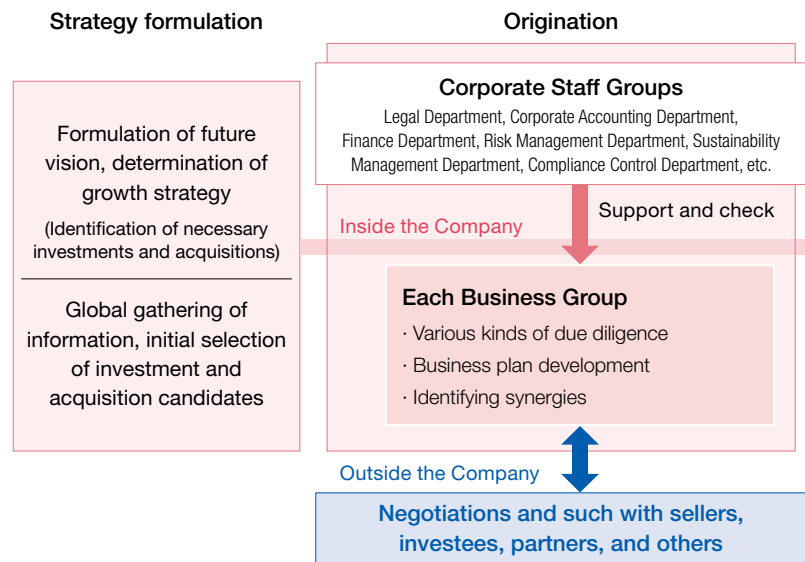 Strategy formulation
Formulation of future
vision, determination of
growth strategy
(Identification of necessary
investments and acquisitions)
Global gathering of
information, initial selection
of investment and
acquisition candidates
Origination
Corporate Staff Groups
Legal Department, Corporate Accounting Department,
Finance Department, Risk Management Department, Sustainability
Management Department, Compliance Control Department, etc.
Support and check
Inside the Company
Each Business Group
· Various kinds of due diligence
· Business plan development
· Identifying synergies
Outside the Company
Negotiations and such with sellers,
investees, partners, and others